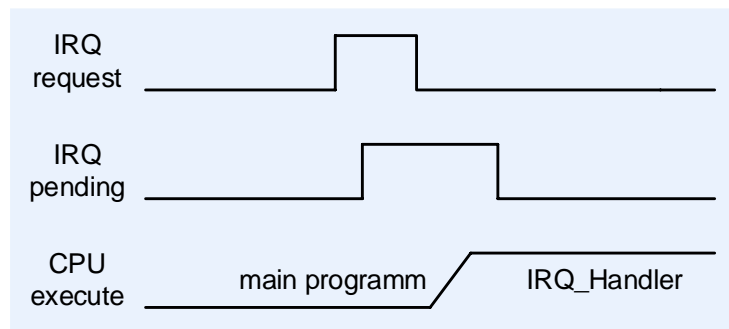 IRQ
request
IRQ
pending
CPU
execute
main programm
IRQ_Handler